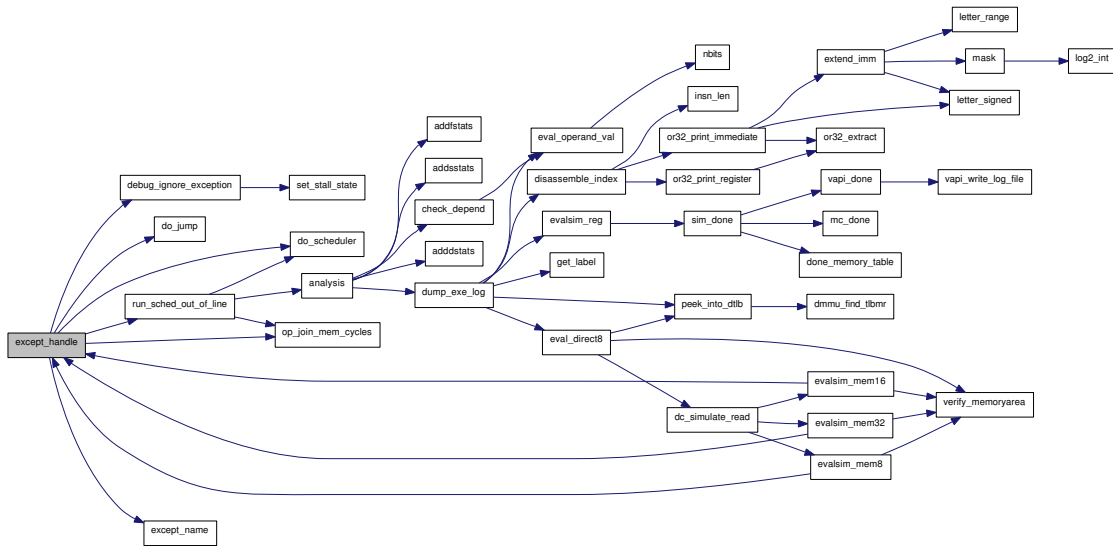 except_handle
debug_ignore_exception
do_jump
run_sched_out_of_line
except_name
set_stall_state
do_scheduler
analysis
op_join_mem_cycles
addfstats
addsstats
check_depend
adddstats
dump_exe_log
eval_operand_val
disassemble_index
evalsim_reg
get_label
eval_direct8
nbits
insn_len
or32_print_immediate
or32_print_register
sim_done
peek_into_dtlb
dc_simulate_read
extend_imm
or32_extract
vapi_done
mc_done
done_memory_table
dmmu_find_tlbmr
evalsim_mem16
evalsim_mem32
evalsim_mem8
letter_range
mask
letter_signed
vapi_write_log_file
verify_memoryarea
log2_int